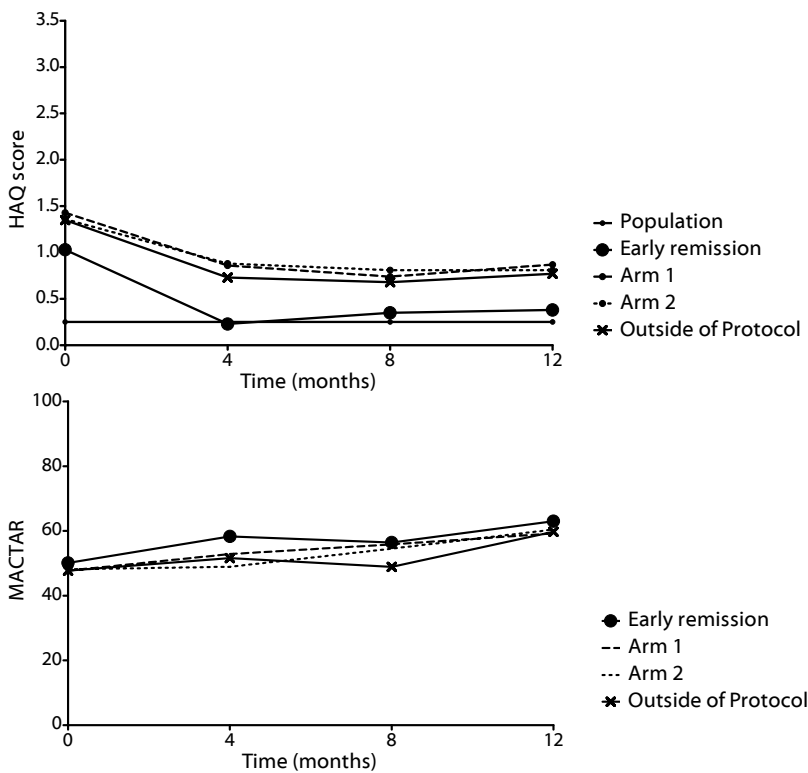 3.5
3.0
2.5
2.0
1.5
1.0
0.5
0.0
HAQ score
0
4
8
12
Time (months)
Population
Early remission
Arm 1
Arm 2
Outside of Protocol
100
80
60
40
20
0
MACTAR
0
4
8
12
Time (months)
Early remission
Arm 1
Arm 2
Outside of Protocol